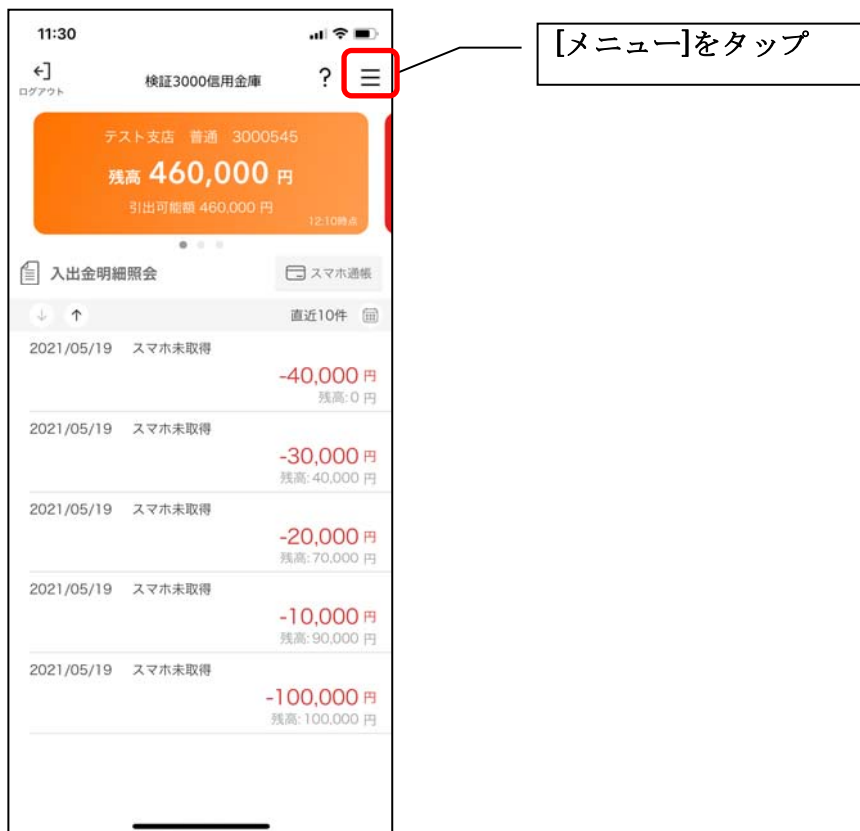 11:30
ログアウト
検証3000信用金庫
?
[メニュー]をタップ
テスト支店 普通 3000545
残高 460,000 円
引出可能額 460,000 円
12:10時点
入出金明細照会
スマホ通帳
↓ ↑
直近10件
2021/05/19 スマホ未取得
-40,000 円
残高:0 円
2021/05/19 スマホ未取得
-30,000 円
残高:40,000 円
2021/05/19 スマホ未取得
-20,000 円
残高:70,000 円
2021/05/19 スマホ未取得
-10,000 円
残高:90,000 円
2021/05/19 スマホ未取得
-100,000 円
残高:100,000 円